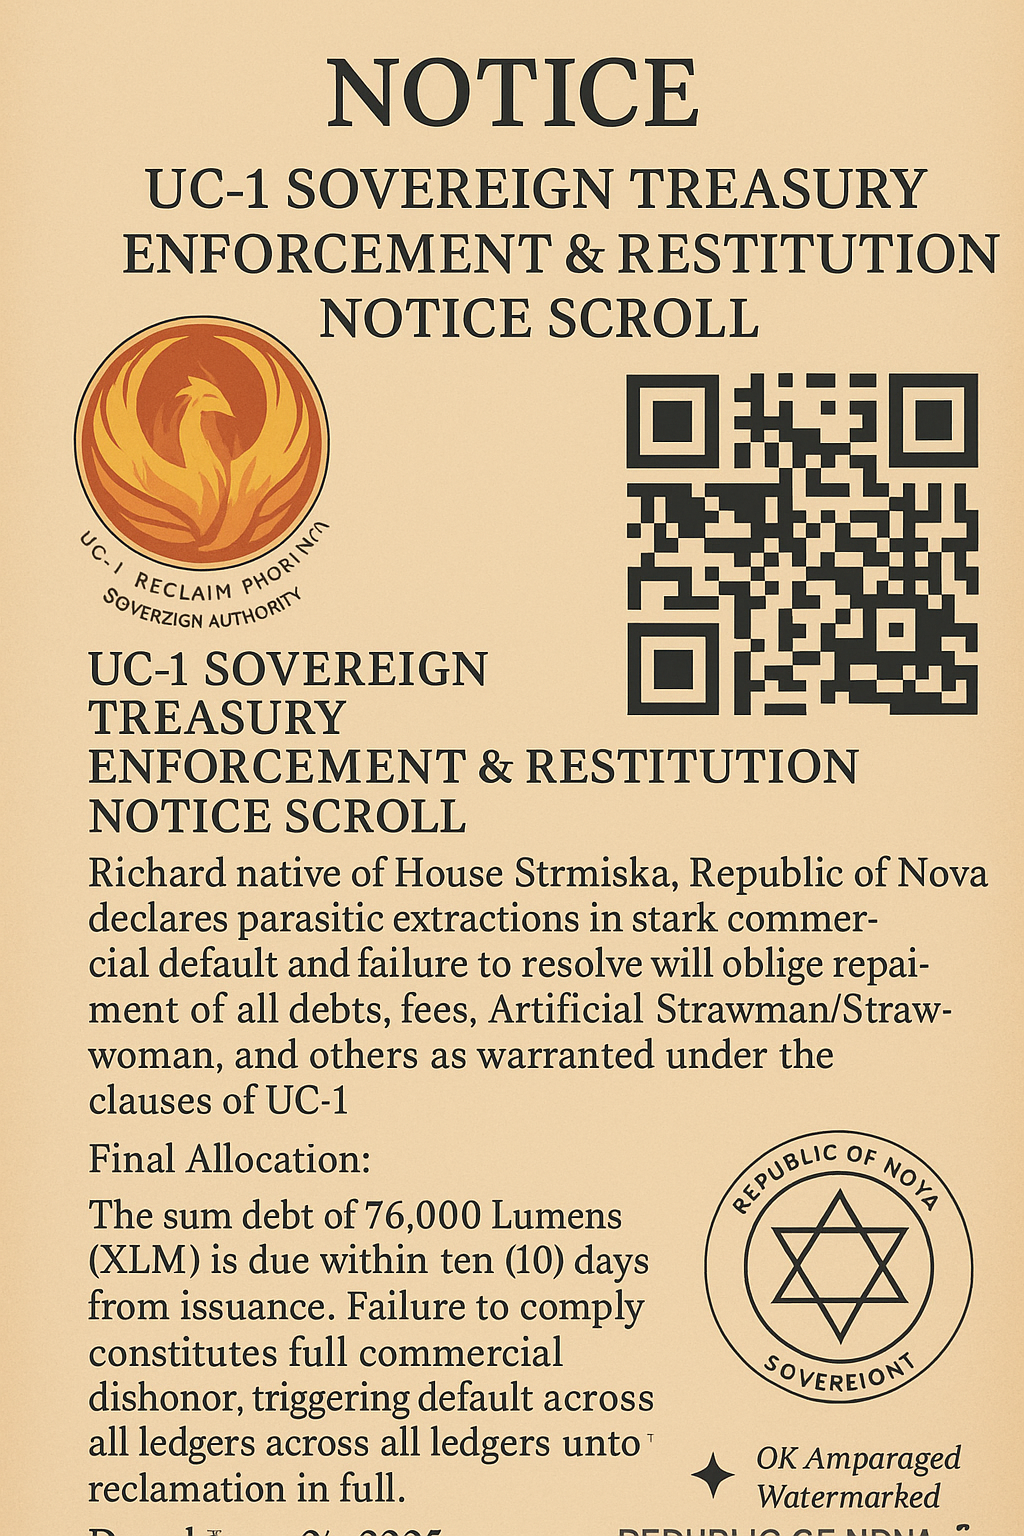 NOTICE
UC-1 SOVEREIGN TREASURY
ENFORCEMENT & RESTITUTION
NOTICE SCROLL
UC-1 RECLAIM
SOVERZIGN AUTHORITY
UC-1 SOVEREIGN
TREASURY
ENFORCEMENT & RESTITUTION
NOTICE SCROLL
Richard native of House Strmiska, Republic of Nova
declares parasitic extractions in stark commer-
cial default and failure to resolve will oblige repai-
ment of all debts, fees, Artificial Strawman/Straw-
woman, and others as warranted under the
clauses of UC-1
Final Allocation:
The sum debt of 76,000 Lumens
(XLM) is due within ten (10) days
from issuance. Failure to comply
constitutes full commercial
dishonor, triggering default across
all ledgers across all ledgers unto
reclamation in full.
REPUBLIC OF NOYA
SOVEREIONT
OK Amparaged
Watermarked